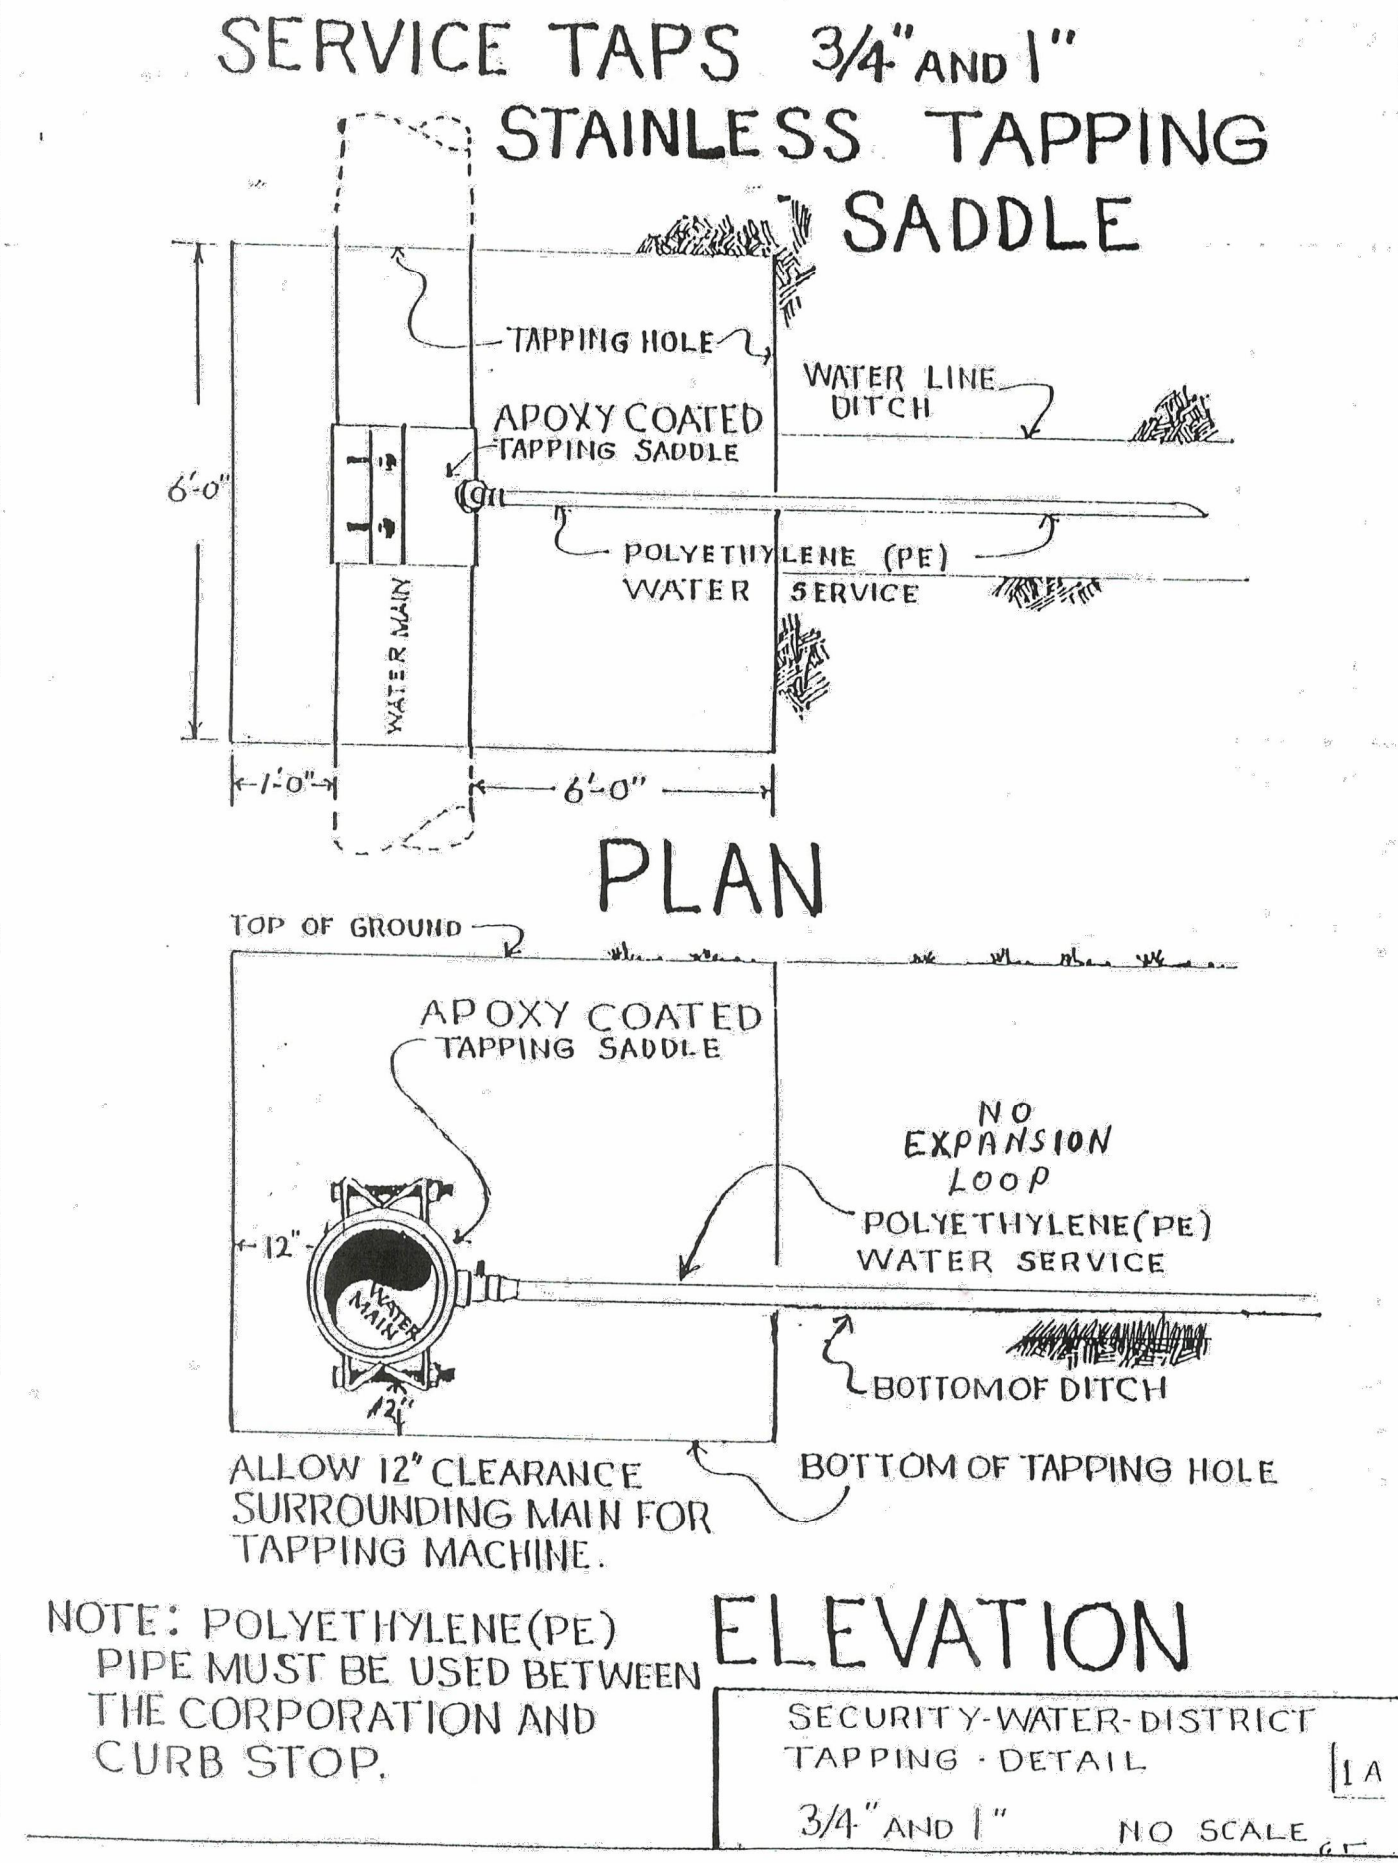 SERVICE TAPS 3/4" AND 1"
STAINLESS TAPPING
SADDLE
TAPPING HOLE
WATER LINE
DITCH
APOXY COATED
TAPPING SADDLE
6'-0"
POLYETHYLENE (PE)
WATER SERVICE
WATER MAIN
1'-0"
6'-0"
PLAN
TOP OF GROUND
APOXY COATED
TAPPING SADDLE
NO
EXPANSION
LOOP
POLYETHYLENE (PE)
WATER SERVICE
12"
WATER
MAIN
BOTTOM OF DITCH
12"
ALLOW 12" CLEARANCE
SURROUNDING MAIN FOR
TAPPING MACHINE.
BOTTOM OF TAPPING HOLE
ELEVATION
NOTE: POLYETHYLENE (PE)
PIPE MUST BE USED BETWEEN
THE CORPORATION AND
CURB STOP.
SECURITY-WATER-DISTRICT
TAPPING · DETAIL
1A
3/4" AND 1" NO SCALE